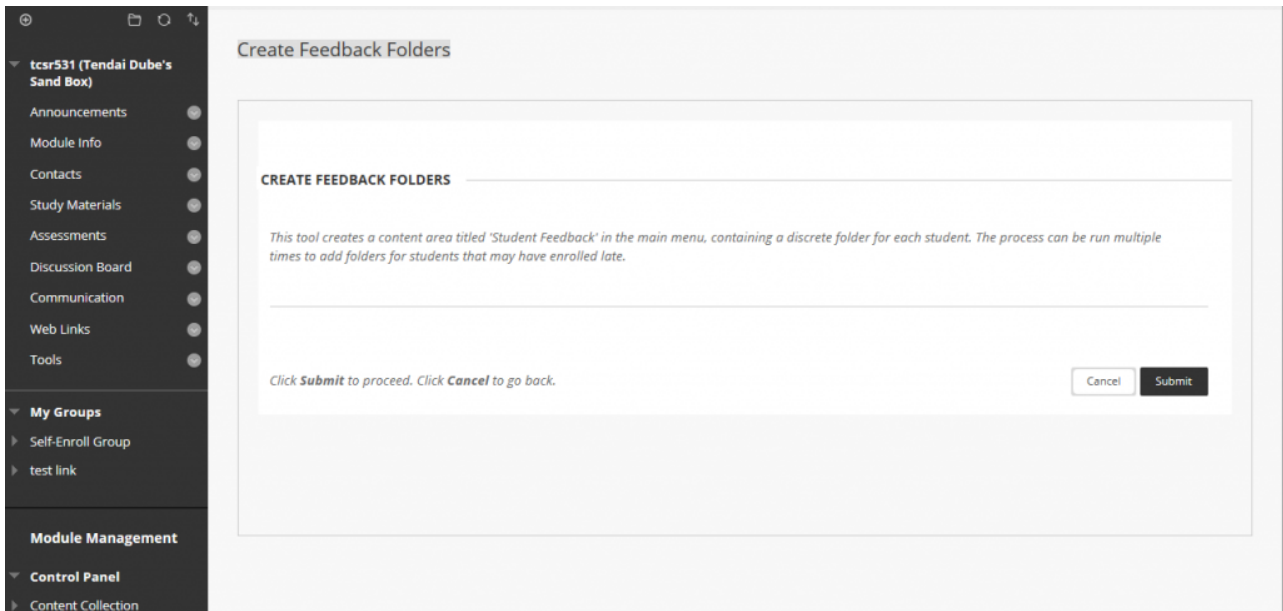 tcsr531 (Tendai Dube's
Sand Box)
Announcements
Module Info
Contacts
Study Materials
Assessments
Discussion Board
Communication
Web Links
Tools
My Groups
Self-Enroll Group
test link
Module Management
Control Panel
Content Collection
Create Feedback Folders
CREATE FEEDBACK FOLDERS
This tool creates a content area titled 'Student Feedback' in the main menu, containing a discrete folder for each student. The process can be run multiple
times to add folders for students that may have enrolled late.
Click Submit to proceed. Click Cancel to go back.
Cancel
Submit